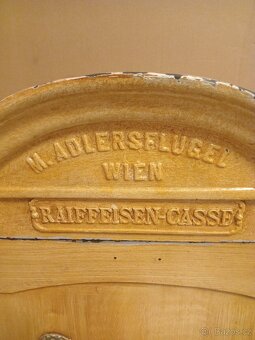 M. ADLERSFLÜGEL
WIEN
RAIFFEISEN-CASSE